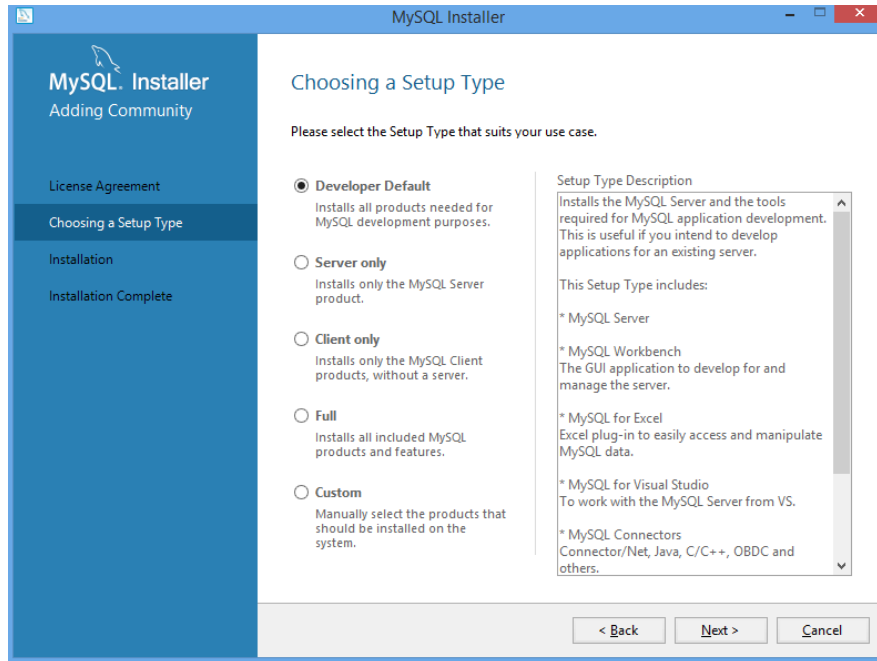 MySQL Installer
MySQL. Installer
Adding Community
License Agreement
Choosing a Setup Type
Installation
Installation Complete
Choosing a Setup Type
Please select the Setup Type that suits your use case.
Developer Default
Installs all products needed for
MySQL development purposes.
Server only
Installs only the MySQL Server
product.
Client only
Installs only the MySQL Client
products, without a server.
Full
Installs all included MySQL
products and features.
Custom
Manually select the products that
should be installed on the
system.
Setup Type Description
Installs the MySQL Server and the tools
required for MySQL application development.
This is useful if you intend to develop
applications for an existing server.
This Setup Type includes:
* MySQL Server
* MySQL Workbench
The GUI application to develop for and
manage the server.
* MySQL for Excel
Excel plug-in to easily access and manipulate
MySQL data.
* MySQL for Visual Studio
To work with the MySQL Server from VS.
* MySQL Connectors
Connector/Net, Java, C/C++, OBDC and
others.
< Back
Next >
Cancel